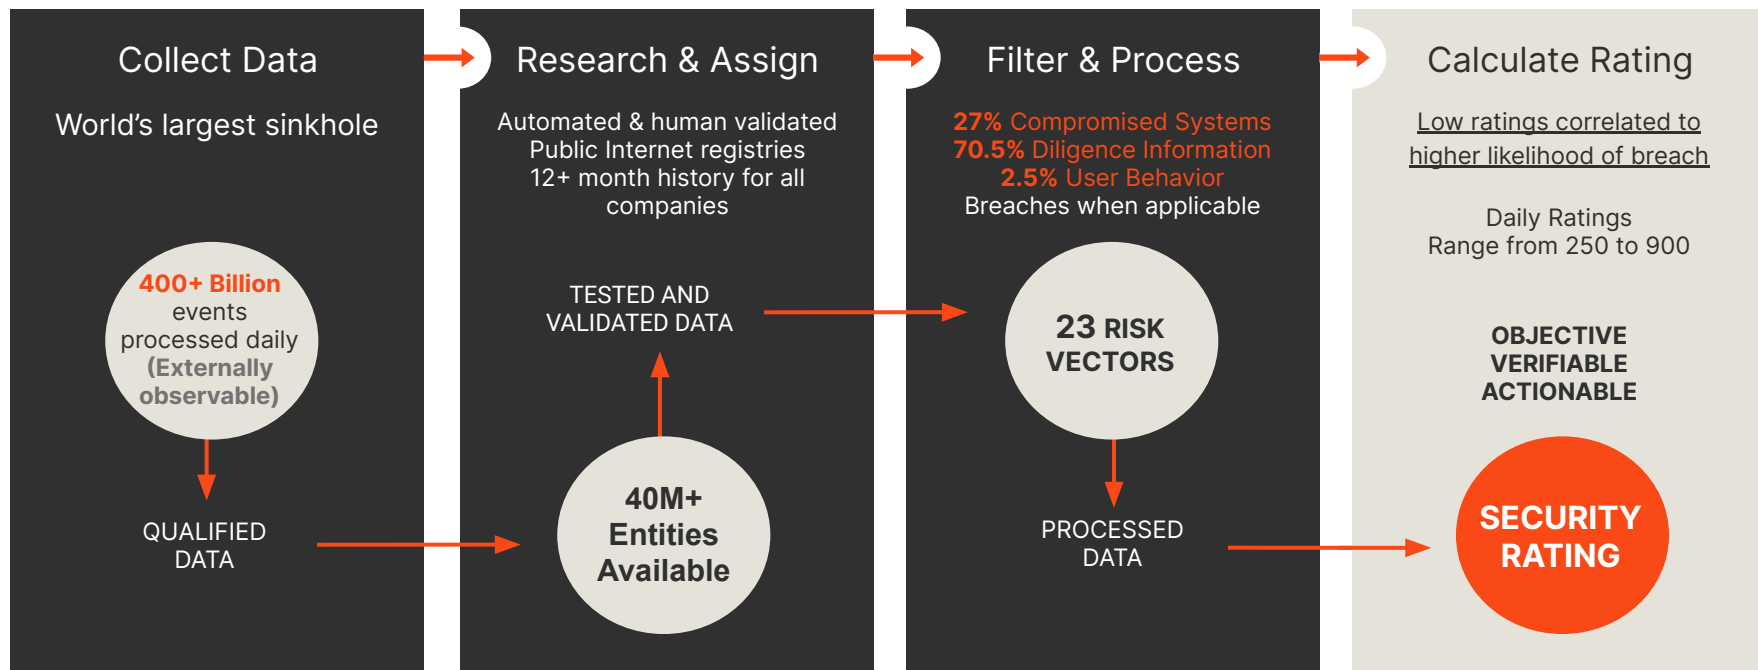 Collect Data
World’s largest sinkhole
400+ Billion
events
processed daily
(Externally
observable)
QUALIFIED
DATA
Research & Assign
Automated & human validated
Public Internet registries
12+ month history for all
companies
TESTED AND
VALIDATED DATA
40M+
Entities
Available
Filter & Process
27% Compromised Systems
70.5% Diligence Information
2.5% User Behavior
Breaches when applicable
23 RISK
VECTORS
PROCESSED
DATA
Calculate Rating
Low ratings correlated to
higher likelihood of breach
Daily Ratings
Range from 250 to 900
OBJECTIVE
VERIFIABLE
ACTIONABLE
SECURITY
RATING